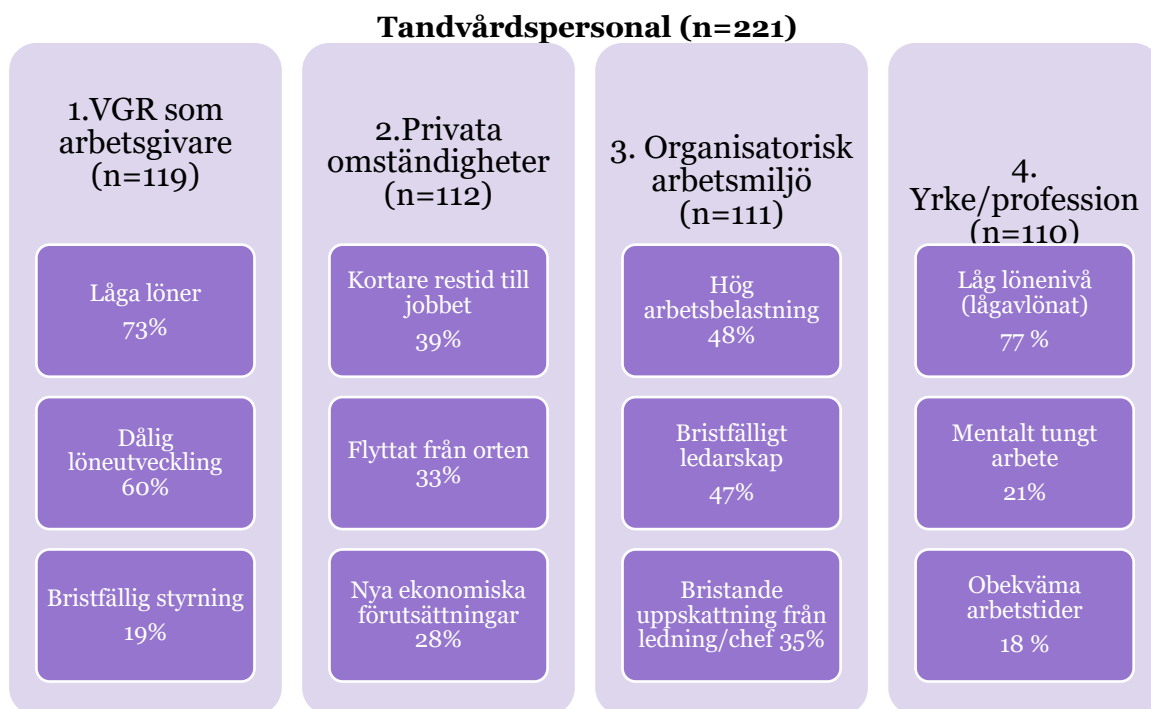 Tandvårdspersonal (n=221)
1.VGR som
arbetsgivare
(n=119)
Låga löner
73%
Dålig
löneutveckling
60%
Bristfällig styrning
19%
2.Privata
omständigheter
(n=112)
Kortare restid till
jobbet
39%
Flyttat från orten
33%
Nya ekonomiska
förutsättningar
28%
3. Organisatorisk
arbetsmiljö
(n=111)
Hög
arbetsbelastning
48%
Bristfälligt
ledarskap
47%
Bristande
uppskattning från
ledning/chef 35%
4.
Yrke/profession
(n=110)
Låg lönenivå
(lågavlönat)
77 %
Mentalt tungt
arbete
21%
Obekväma
arbetstider
18 %